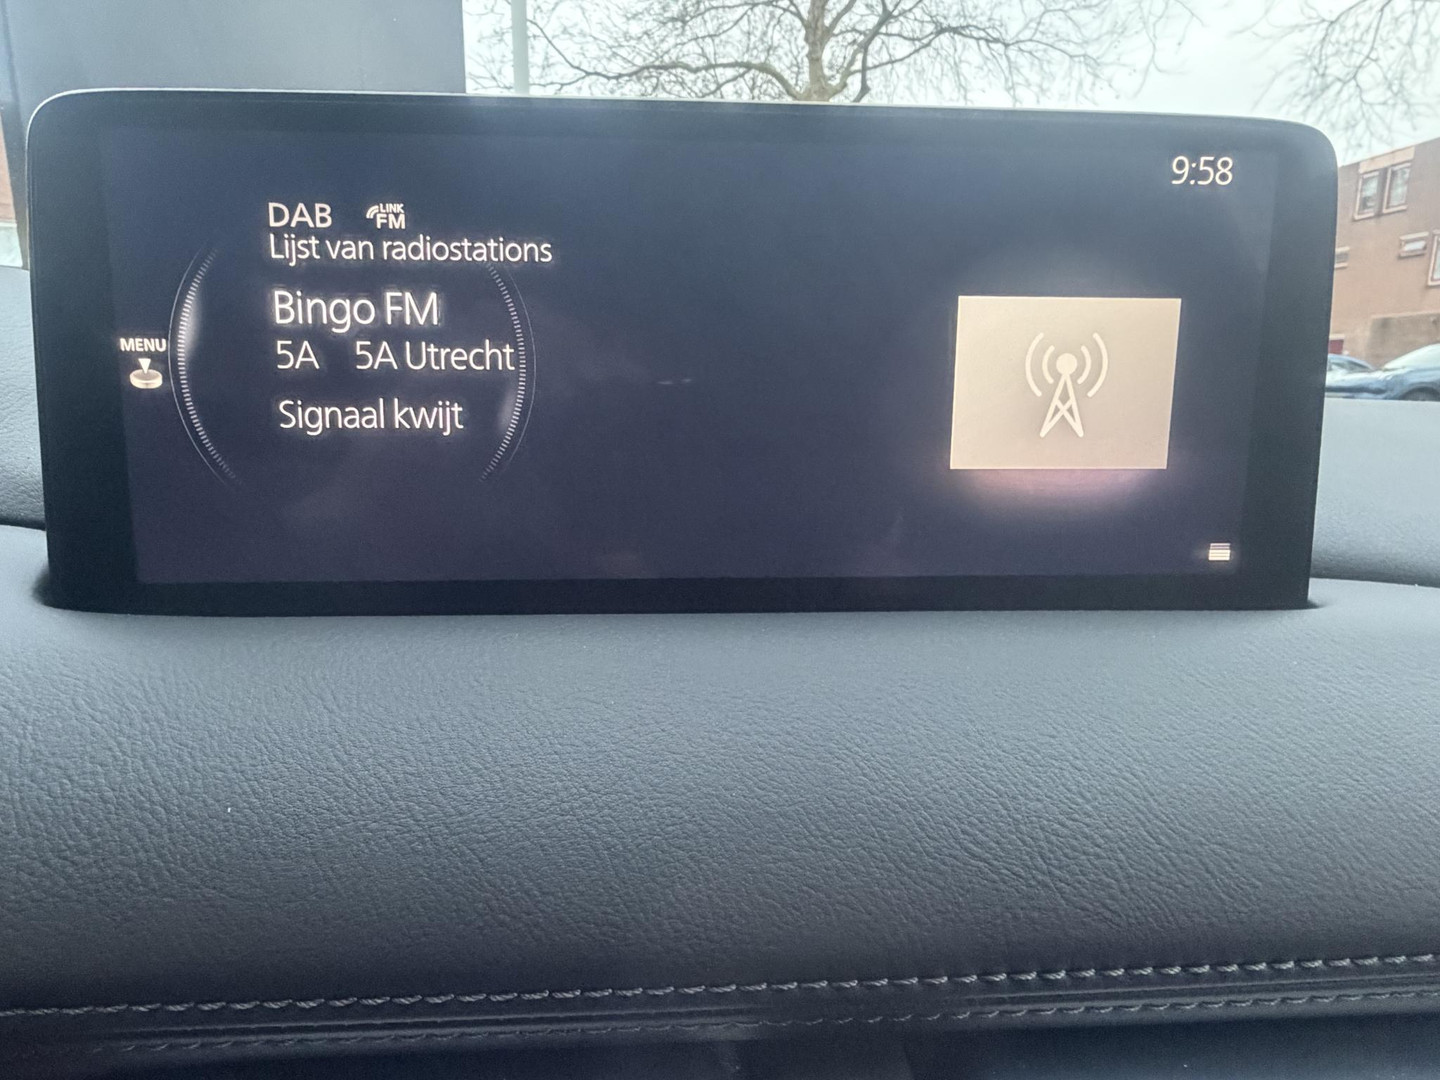 9:58
DAB LINK FM
Lijst van radiostations
Bingo FM
MENU
5A 5A Utrecht
Signaal kwijt